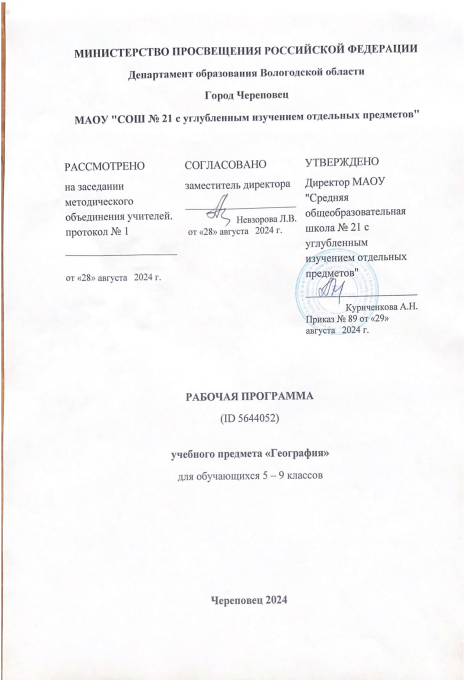 МИНИСТЕРСТВО ПРОСВЕЩЕНИЯ РОССИЙСКОЙ ФЕДЕРАЦИИ
Департамент образования Вологодской области
Город Череповец
МАОУ "СОШ № 21 с углубленным изучением отдельных предметов"
РАССМОТРЕНО
на заседании
методического
объединения учителей.
протокол № 1
от «28» августа 2024 г.
СОГЛАСОВАНО
заместитель директора
Невзорова Л.В.
от «28» августа 2024 г.
УТВЕРЖДЕНО
Директор МАОУ
"Средняя
общеобразовательная
школа № 21 с
углубленным
изучением отдельных
предметов"
Куриченкова А.Н.
Приказ № 89 от «29»
августа 2024 г.
РАБОЧАЯ ПРОГРАММА
(ID 5644052)
учебного предмета «География»
для обучающихся 5 – 9 классов
Череповец 2024